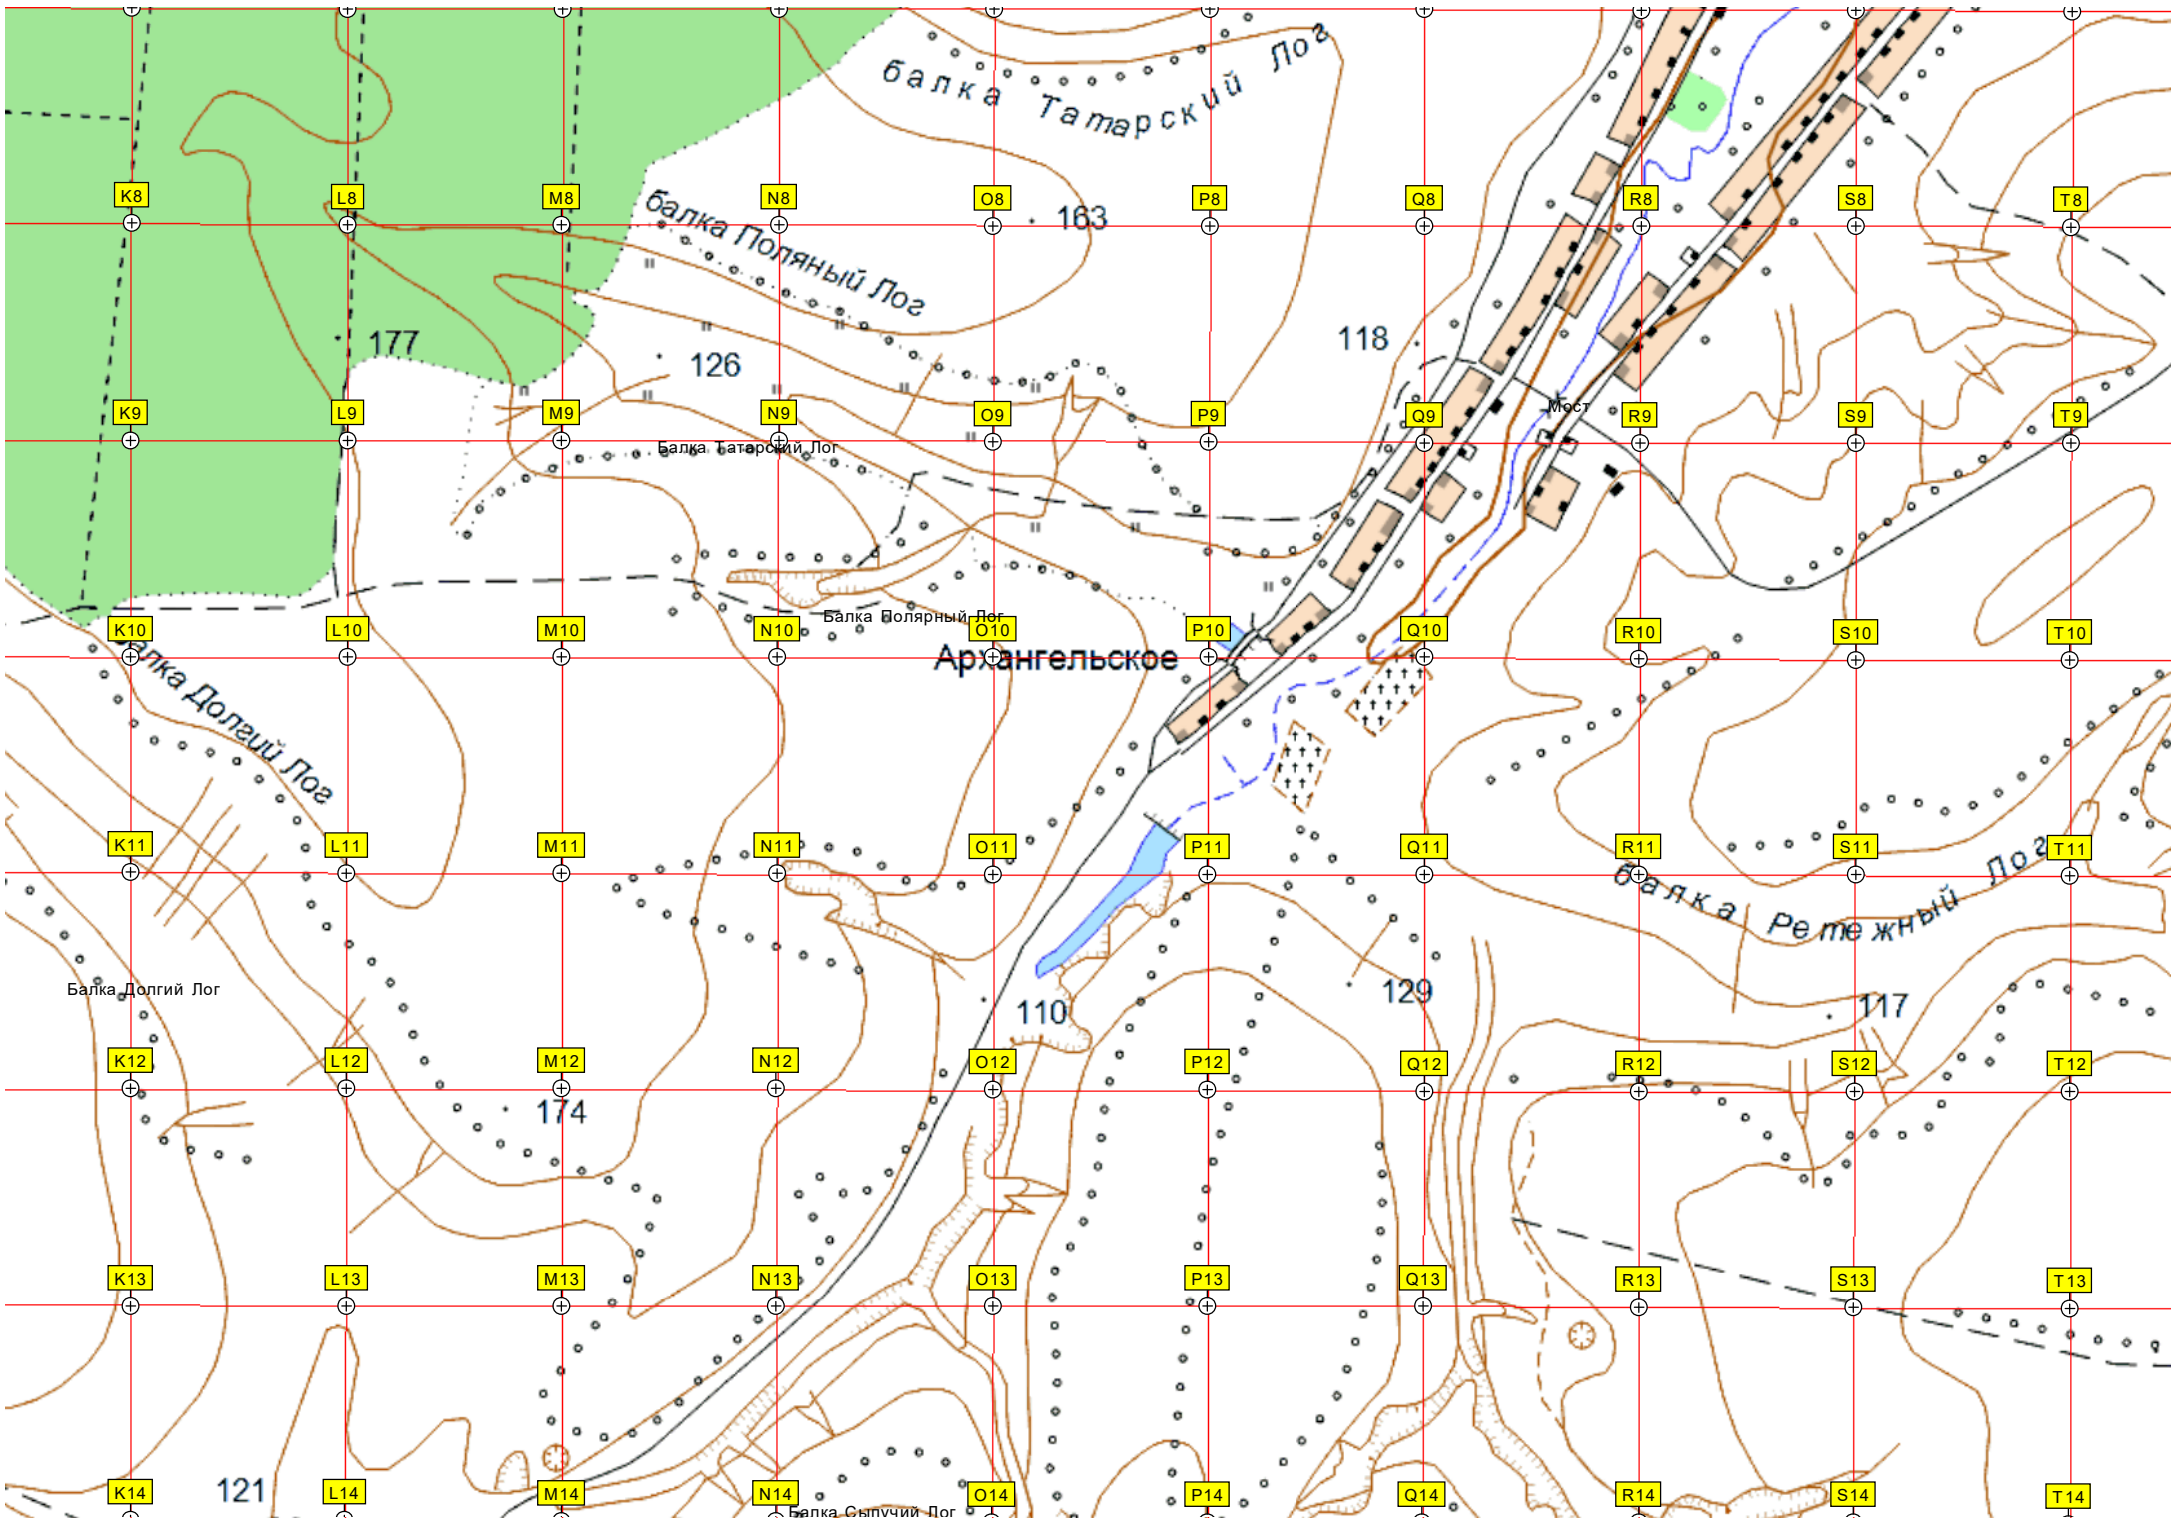 балка Татарский Лог
K8 L8 M8 N8 O8 P8 Q8 R8 S8 T8
балка Поляный Лог
163
177
126
118
K9 L9 M9 N9 O9 P9 Q9 Мост R9 S9 T9
Балка Татарский Лог
Балка Полярный Лог
K10 L10 M10 N10 O10 P10 Q10 R10 S10 T10
Архангельское
балка Долгий Лог
K11 L11 M11 N11 O11 P11 Q11 R11 S11 T11
балка Ретежный Лог
Балка Долгий Лог
110
129
117
K12 L12 M12 N12 O12 P12 Q12 R12 S12 T12
174
K13 L13 M13 N13 O13 P13 Q13 R13 S13 T13
121
K14 L14 M14 N14 O14 P14 Q14 R14 S14 T14
Балка Сыпучий Лог